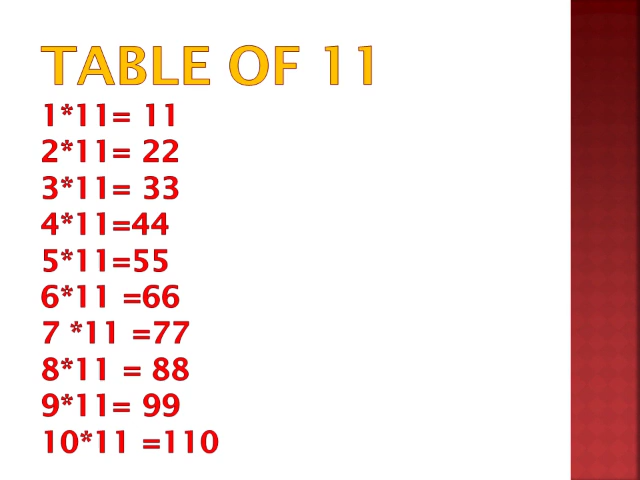 TABLE OF 11
1*11= 11
2*11= 22
3*11= 33
4*11=44
5*11=55
6*11 =66
7 *11 =77
8*11 = 88
9*11= 99
10*11 =110